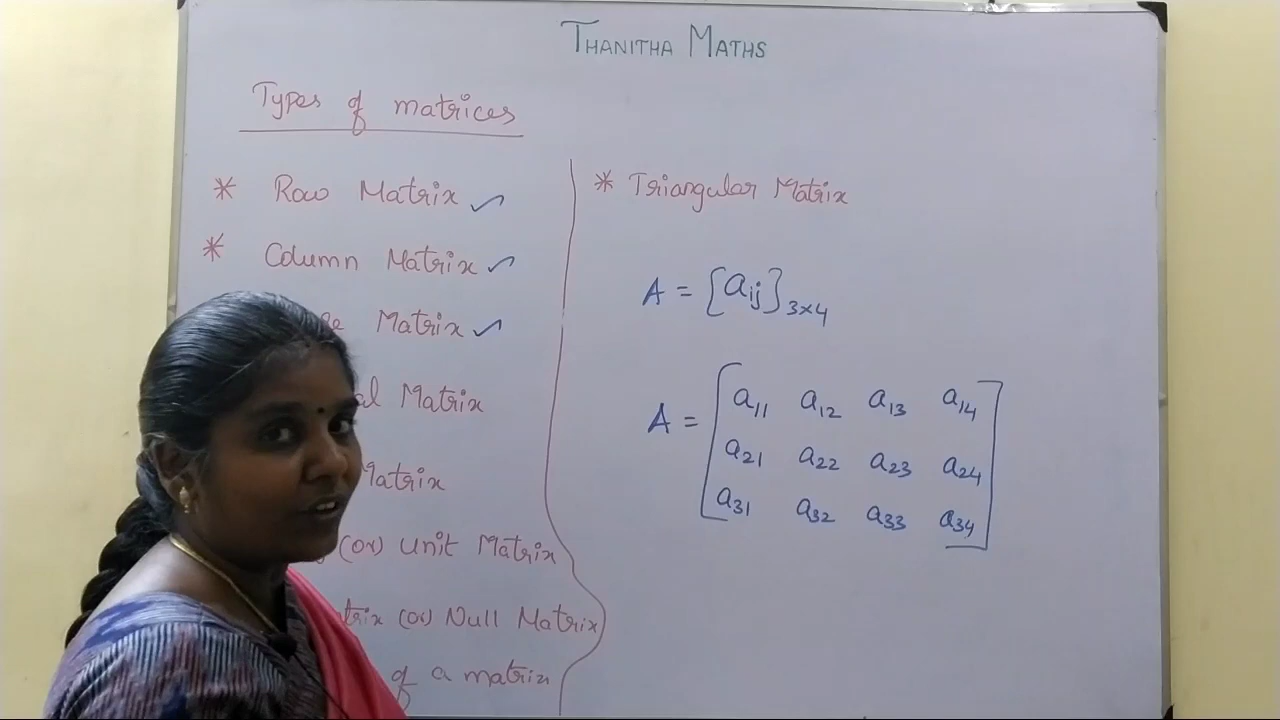 THANITHA MATHS
Types of matrices
* Row Matrix ✓
* Column Matrix ✓
Matrix ✓
Matrix
Matrix
(or) unit Matrix
(or) Null Matrix
of a matrix
* Triangular Matrix
A = [aij]3×4
A = [a11 a12 a13 a14
a21 a22 a23 a24
a31 a32 a33 a34]